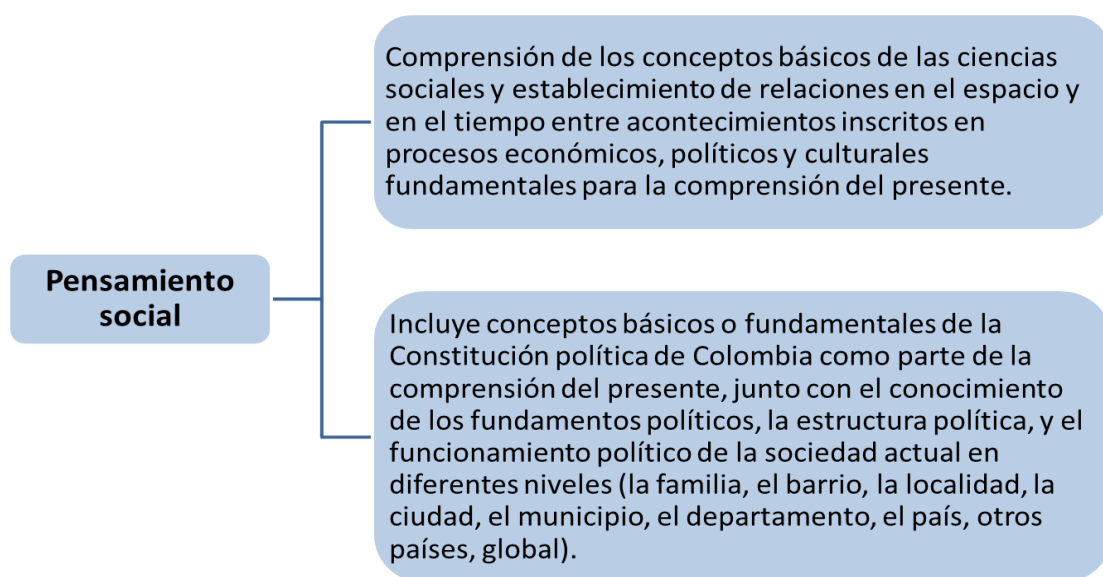 Comprensión de los conceptos básicos de las ciencias
sociales y establecimiento de relaciones en el espacio y
en el tiempo entre acontecimientos inscritos en
procesos económicos, políticos y culturales
fundamentales para la comprensión del presente.
Pensamiento
social
Incluye conceptos básicos o fundamentales de la
Constitución política de Colombia como parte de la
comprensión del presente, junto con el conocimiento
de los fundamentos políticos, la estructura política, y el
funcionamiento político de la sociedad actual en
diferentes niveles (la familia, el barrio, la localidad, la
ciudad, el municipio, el departamento, el país, otros
países, global).